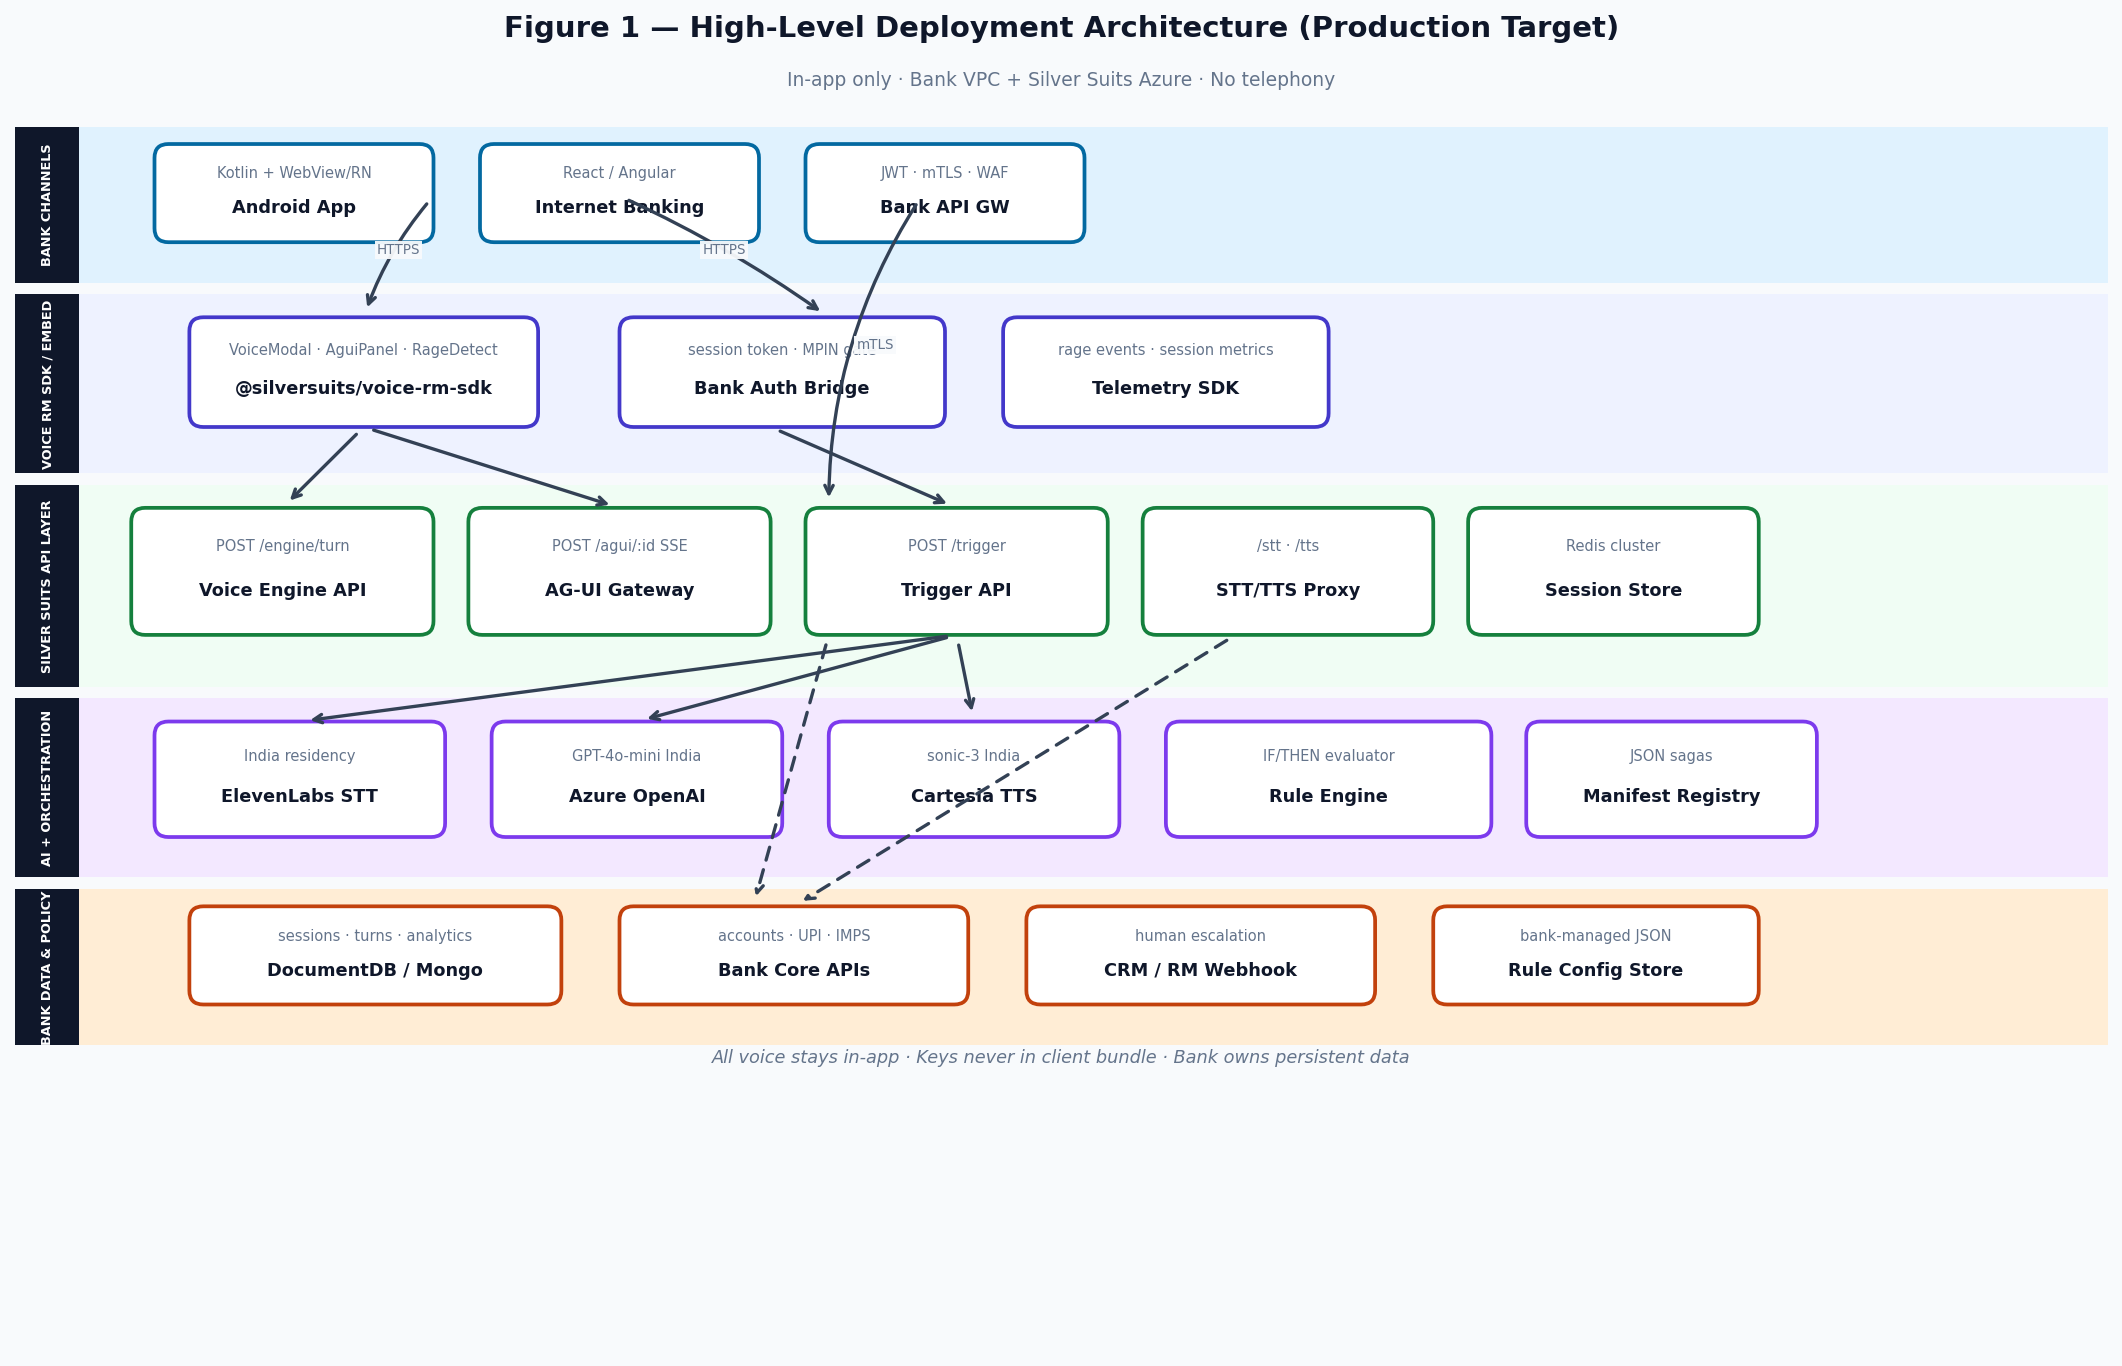 Figure 1 — High-Level Deployment Architecture (Production Target)
In-app only · Bank VPC + Silver Suits Azure · No telephony
BANK CHANNELS
Kotlin + WebView/RN
Android App
React / Angular
Internet Banking
JWT · mTLS · WAF
Bank API GW
HTTPS
HTTPS
VOICE RM SDK / EMBED
VoiceModal · AguiPanel · RageDetect
@silversuits/voice-rm-sdk
session token · MPIN gate
mTLS
Bank Auth Bridge
rage events · session metrics
Telemetry SDK
SILVER SUITS API LAYER
POST /engine/turn
Voice Engine API
POST /agui/:id SSE
AG-UI Gateway
POST /trigger
Trigger API
/stt · /tts
STT/TTS Proxy
Redis cluster
Session Store
AI + ORCHESTRATION
India residency
ElevenLabs STT
GPT-4o-mini India
Azure OpenAI
sonic-3 India
Cartesia TTS
IF/THEN evaluator
Rule Engine
JSON sagas
Manifest Registry
BANK DATA & POLICY
sessions · turns · analytics
DocumentDB / Mongo
accounts · UPI · IMPS
Bank Core APIs
human escalation
CRM / RM Webhook
bank-managed JSON
Rule Config Store
All voice stays in-app · Keys never in client bundle · Bank owns persistent data